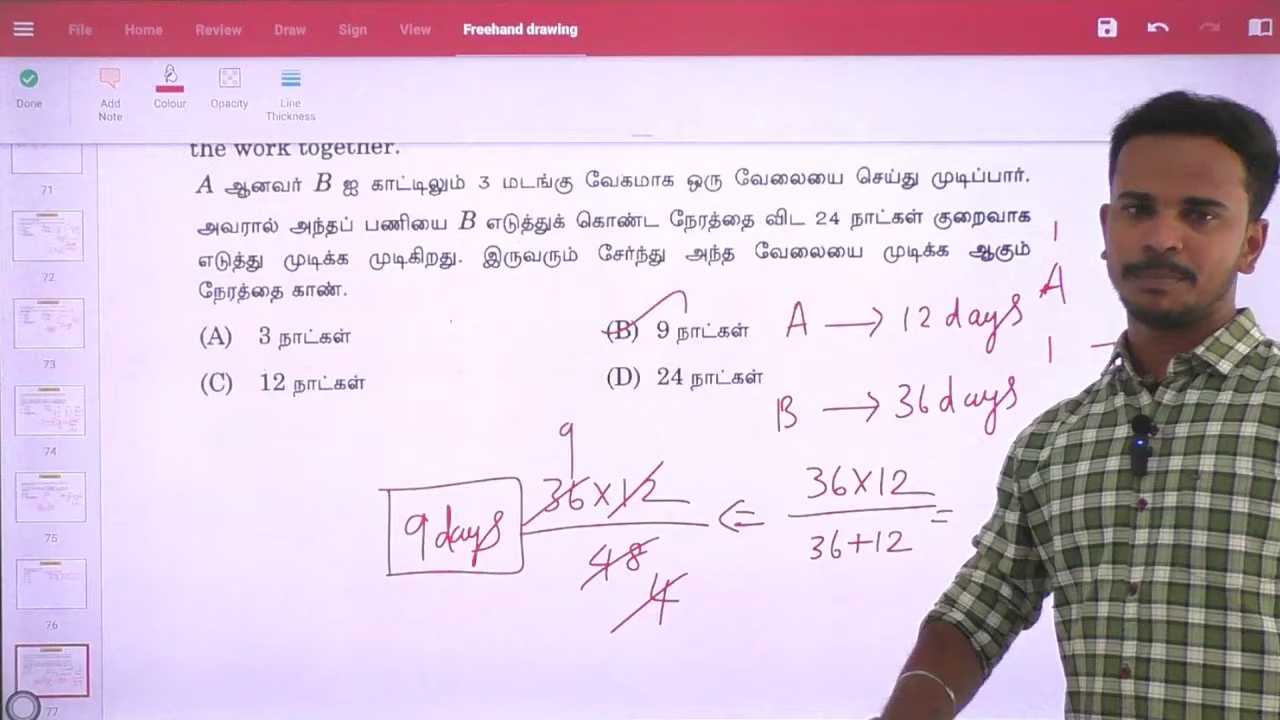 File Home Review Draw Sign View Freehand drawing
Done Add Note Colour Opacity Line Thickness
the work together.
A ஆனவர் B ஐ காட்டிலும் 3 மடங்கு வேகமாக ஒரு வேலையை செய்து முடிப்பார்.
அவரால் அந்தப் பணியை B எடுத்துக் கொண்ட நேரத்தை விட 24 நாட்கள் குறைவாக
எடுத்து முடிக்க முடிகிறது. இருவரும் சேர்ந்து அந்த வேலையை முடிக்க ஆகும்
நேரத்தை காண்.
(A) 3 நாட்கள் (B) 9 நாட்கள்
(C) 12 நாட்கள் (D) 24 நாட்கள்
1
A
1
A → 12 days
B → 36 days
36×12
36+12 =
⇐
9
36×12
48
4
9 days
71
72
73
74
75
76
77